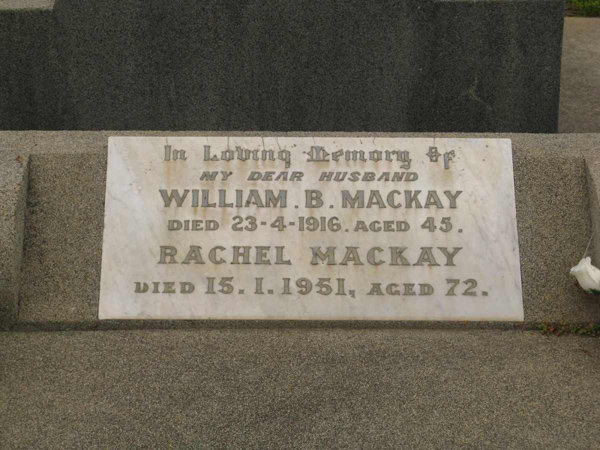 In Loving Memory Of
MY DEAR HUSBAND
WILLIAM. B. MACKAY
DIED 23-4-1916. AGED 45.
RACHEL MACKAY
DIED 15. 1. 1951, AGED 72.